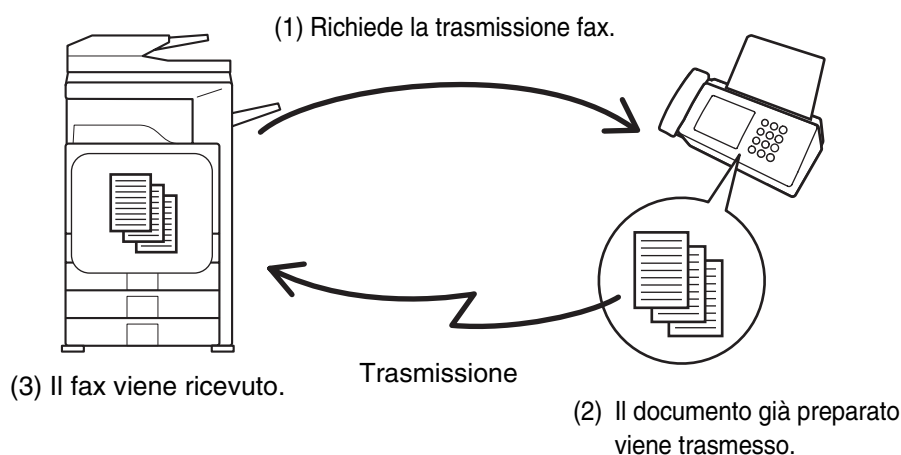 (1) Richiede la trasmissione fax.
(3) Il fax viene ricevuto.
Trasmissione
(2) Il documento già preparato
viene trasmesso.